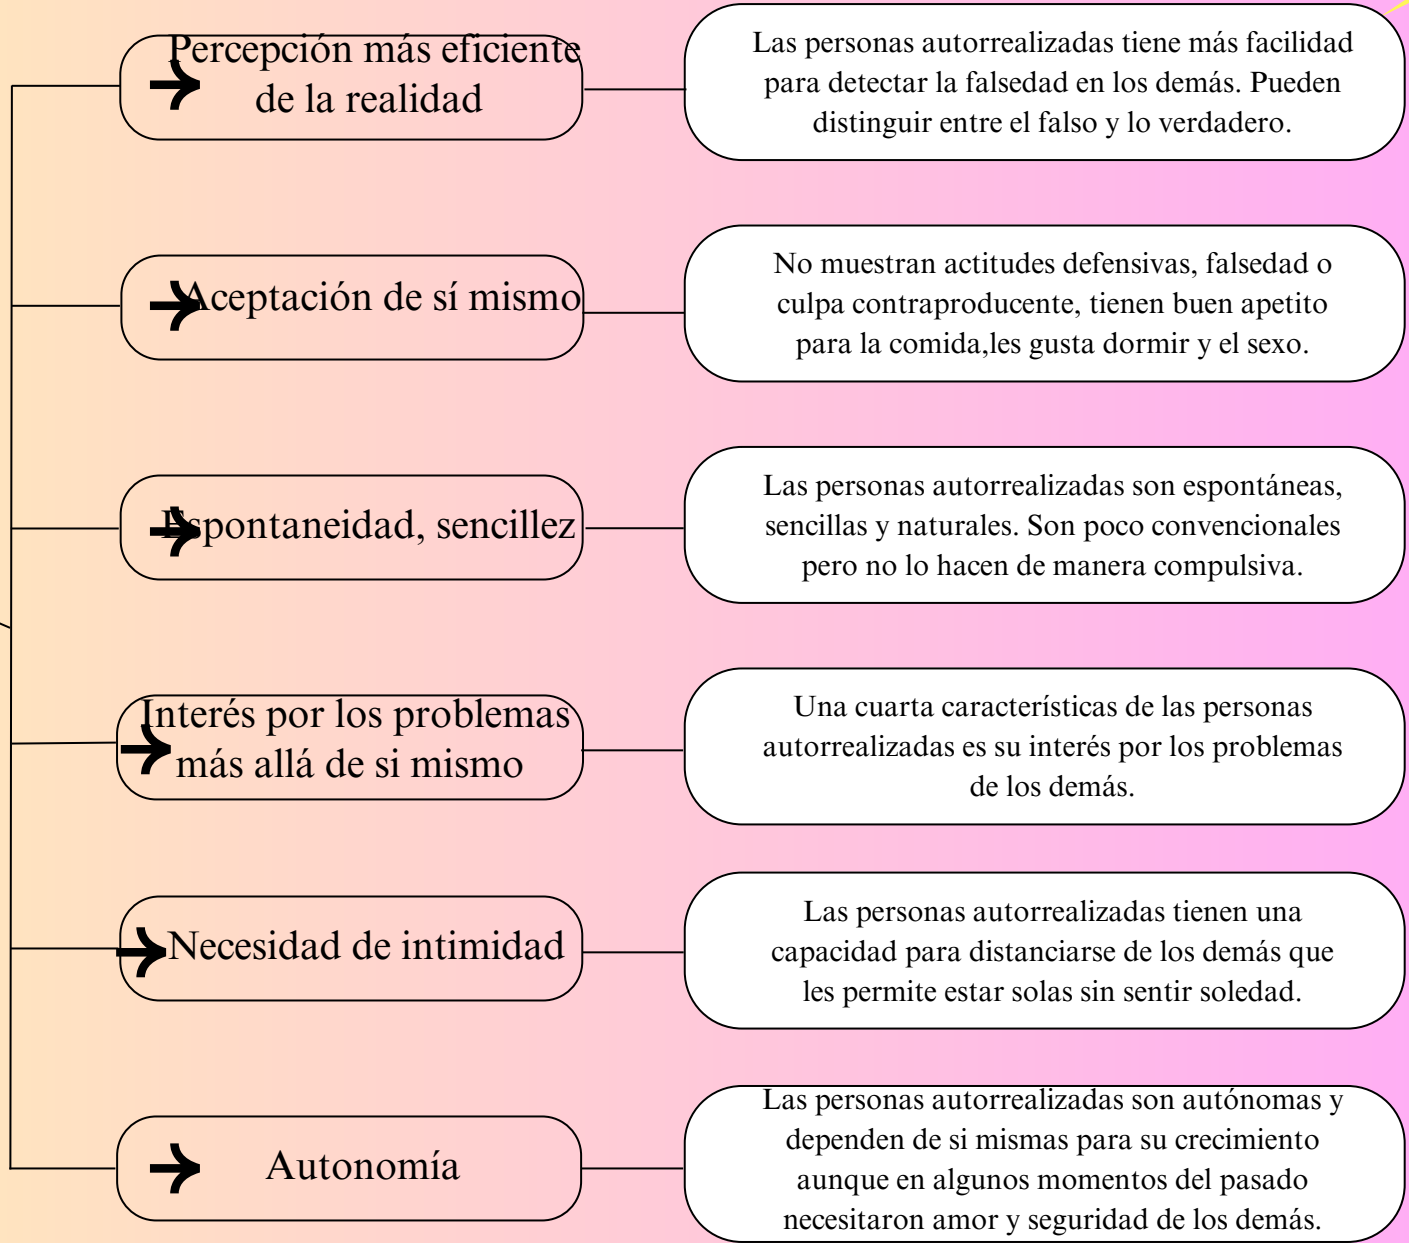 Percepción más eficiente
de la realidad
Las personas autorrealizadas tiene más facilidad
para detectar la falsedad en los demás. Pueden
distinguir entre el falso y lo verdadero.
Aceptación de sí mismo
No muestran actitudes defensivas, falsedad o
culpa contraproducente, tienen buen apetito
para la comida,les gusta dormir y el sexo.
Espontaneidad, sencillez
Las personas autorrealizadas son espontáneas,
sencillas y naturales. Son poco convencionales
pero no lo hacen de manera compulsiva.
Interés por los problemas
más allá de si mismo
Una cuarta características de las personas
autorrealizadas es su interés por los problemas
de los demás.
Necesidad de intimidad
Las personas autorrealizadas tienen una
capacidad para distanciarse de los demás que
les permite estar solas sin sentir soledad.
Autonomía
Las personas autorrealizadas son autónomas y
dependen de si mismas para su crecimiento
aunque en algunos momentos del pasado
necesitaron amor y seguridad de los demás.